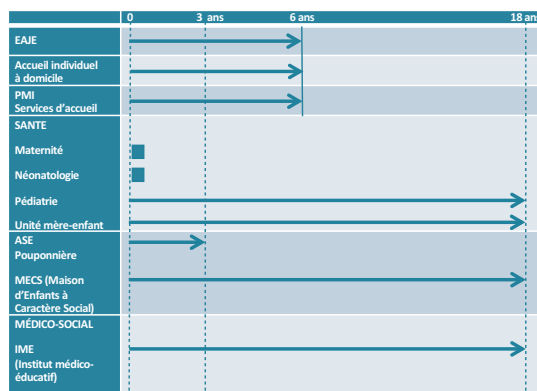 0 3 ans 6 ans 18 ans
EAJE
Accueil individuel
à domicile
PMI
Services d'accueil
SANTE
Maternité
Néonatologie
Pédiatrie
Unité mère-enfant
ASE
Pouponnière
MECS (Maison
d'Enfants à
Caractère Social)
MÉDICO-SOCIAL
IME
(Institut médico-
éducatif)